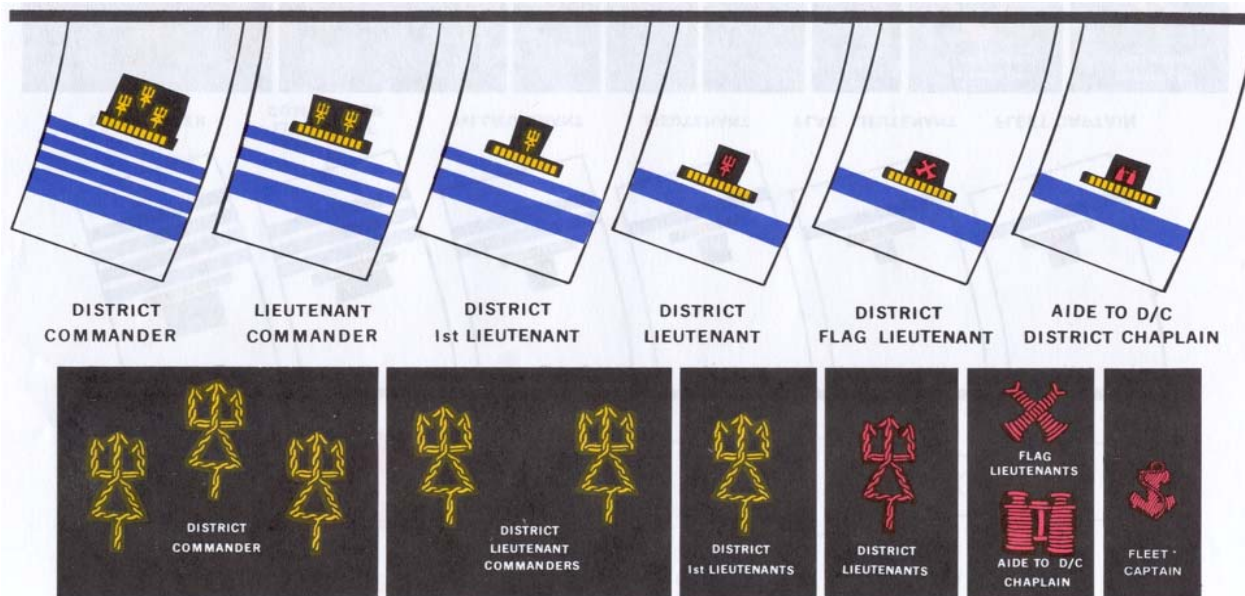 DISTRICT
COMMANDER
LIEUTENANT
COMMANDER
DISTRICT
1st LIEUTENANT
DISTRICT
LIEUTENANT
DISTRICT
FLAG LIEUTENANT
AIDE TO D/C
DISTRICT CHAPLAIN
DISTRICT
COMMANDER
DISTRICT
LIEUTENANT
COMMANDERS
DISTRICT
1st LIEUTENANTS
DISTRICT
LIEUTENANTS
FLAG
LIEUTENANTS
AIDE TO D/C
CHAPLAIN
FLEET
CAPTAIN